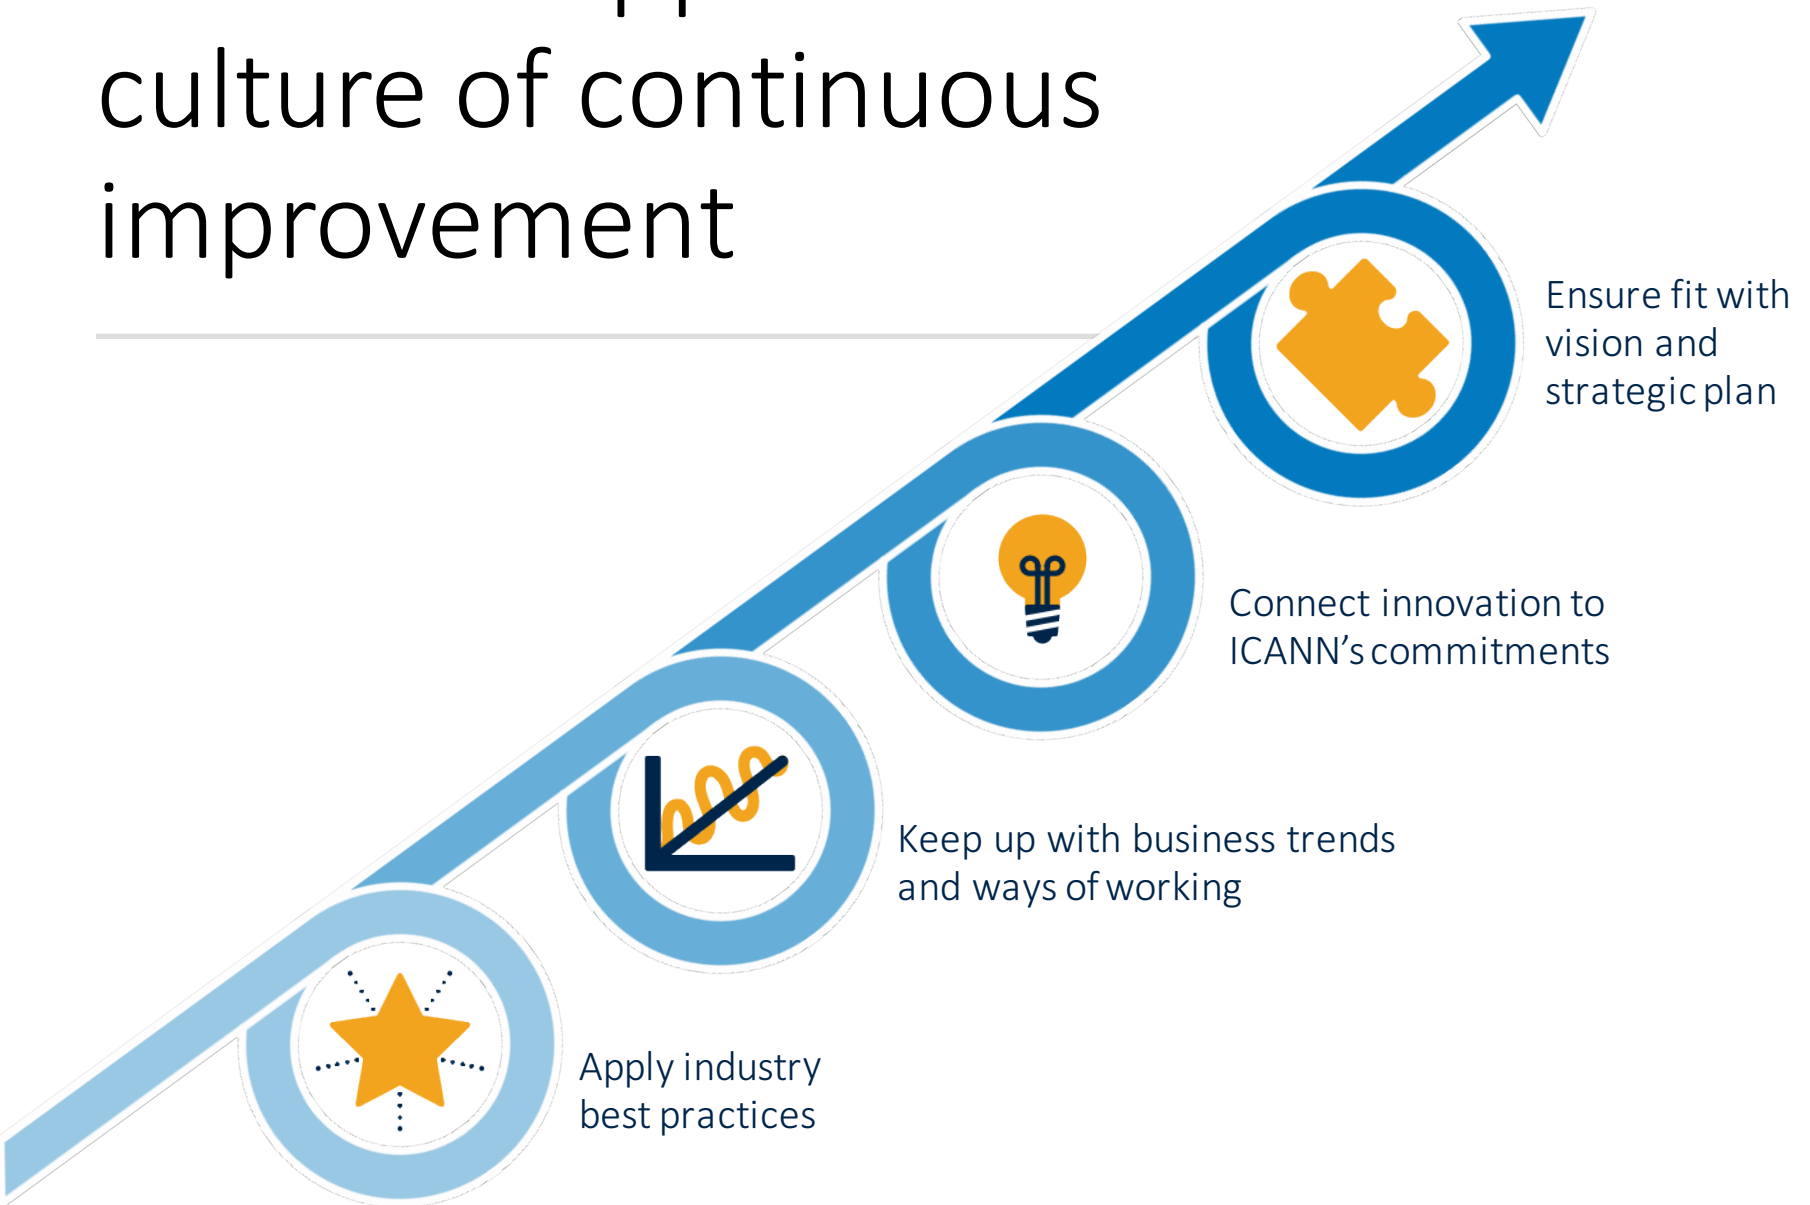 culture of continuous
improvement
Ensure fit with
vision and
strategic plan
Connect innovation to
ICANN’s commitments
Keep up with business trends
and ways of working
Apply industry
best practices